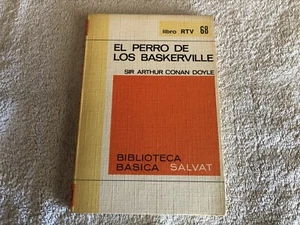 libro RTV 68
EL PERRO DE
LOS BASKERVILLE
SIR ARTHUR CONAN DOYLE
BIBLIOTECA
BASICA SALVAT